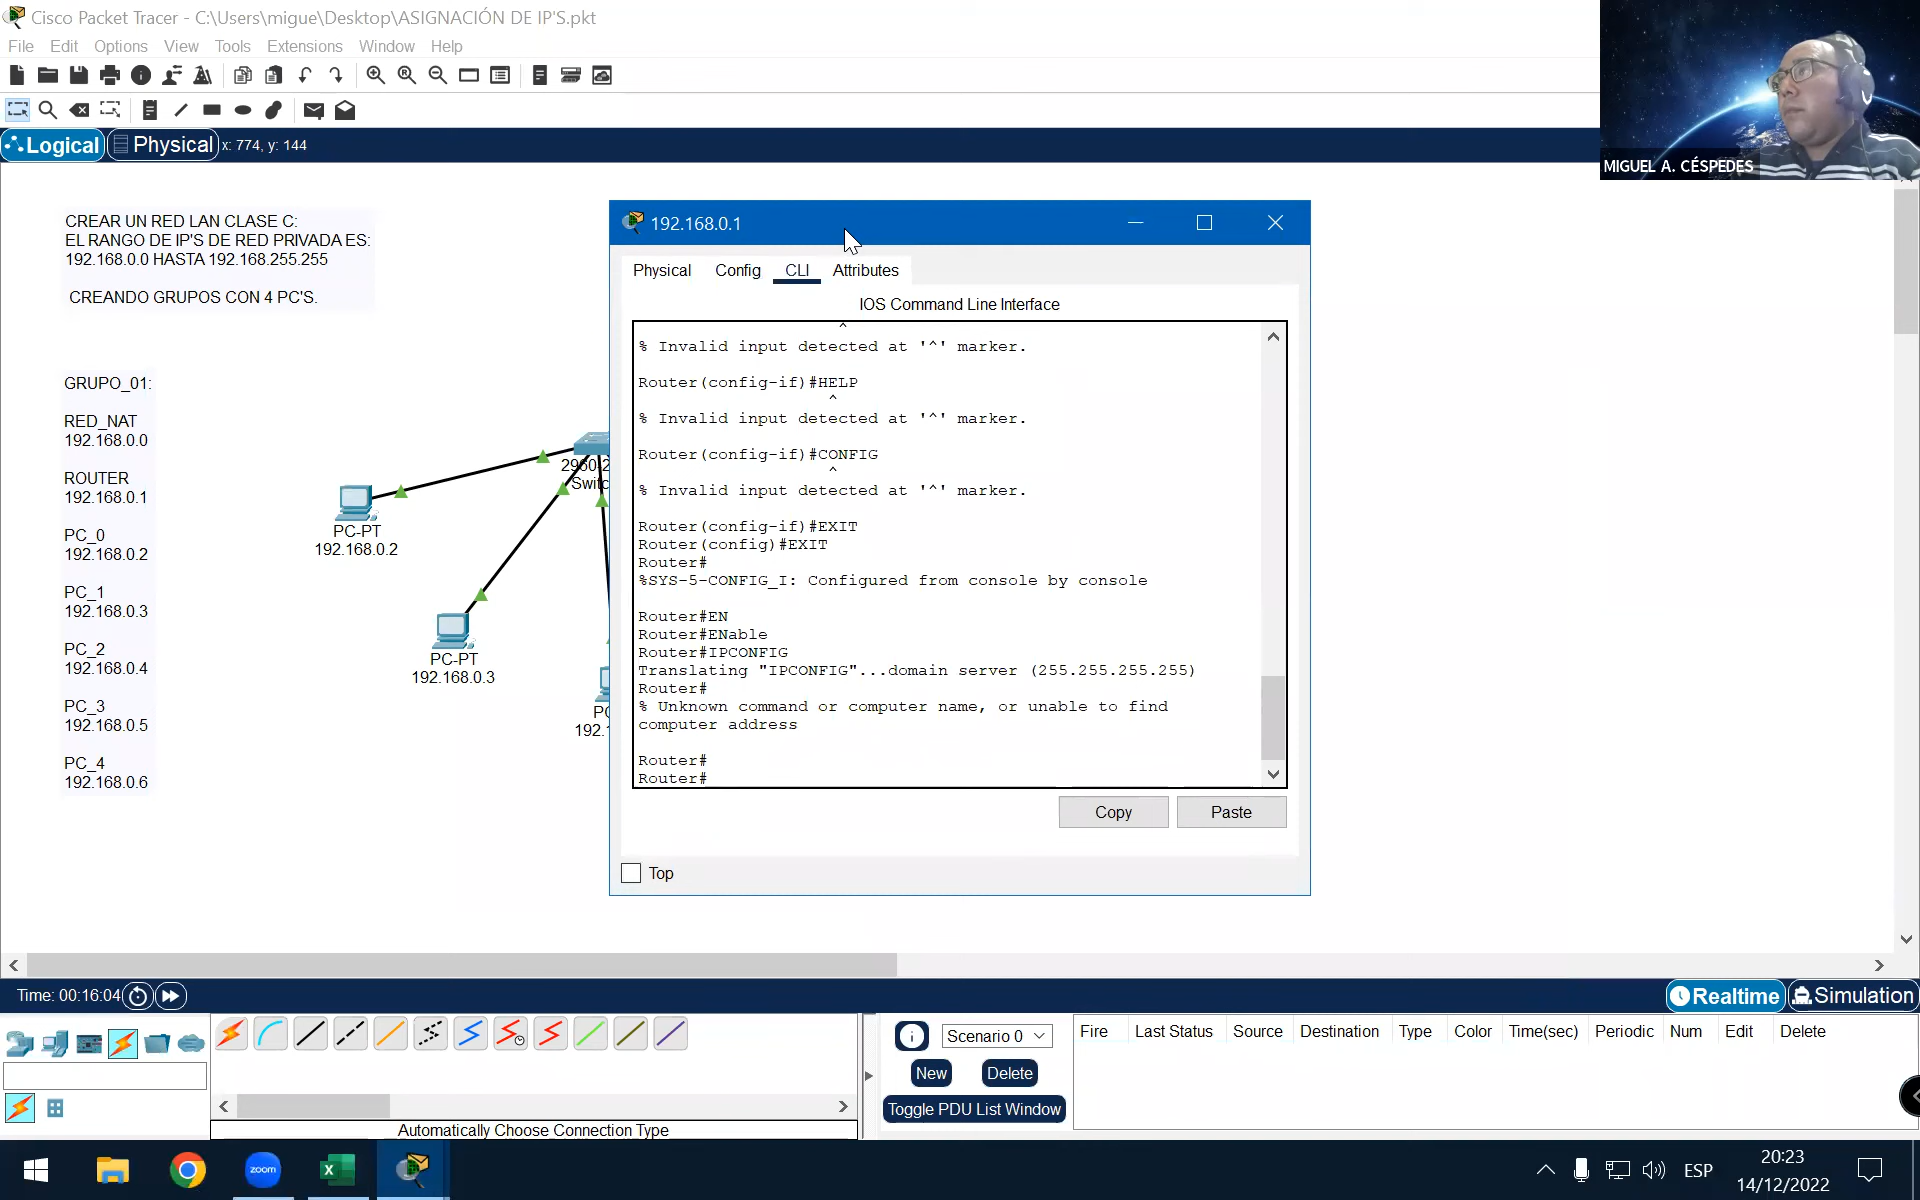 Cisco Packet Tracer - C:\Users\migue\Desktop\ASIGNACIÓN DE IP'S.pkt
File Edit Options View Tools Extensions Window Help
Logical Physical x: 774, y: 144
MIGUEL A. CÉSPEDES
CREAR UN RED LAN CLASE C:
EL RANGO DE IP'S DE RED PRIVADA ES:
192.168.0.0 HASTA 192.168.255.255
CREANDO GRUPOS CON 4 PC'S.
GRUPO_01:
RED_NAT
192.168.0.0
ROUTER
192.168.0.1
PC_0
192.168.0.2
PC_1
192.168.0.3
PC_2
192.168.0.4
PC_3
192.168.0.5
PC_4
192.168.0.6
PC-PT
192.168.0.2
PC-PT
192.168.0.3
2960-2
Switc
PC
192.1
192.168.0.1
Physical Config CLI Attributes
IOS Command Line Interface
^
% Invalid input detected at '^' marker.
Router(config-if)#HELP
^
% Invalid input detected at '^' marker.
Router(config-if)#CONFIG
^
% Invalid input detected at '^' marker.
Router(config-if)#EXIT
Router(config)#EXIT
Router#
%SYS-5-CONFIG_I: Configured from console by console
Router#EN
Router#ENable
Router#IPCONFIG
Translating "IPCONFIG"...domain server (255.255.255.255)
Router#
% Unknown command or computer name, or unable to find
computer address
Router#
Router#
Copy Paste
Top
Time: 00:16:04
Realtime Simulation
Scenario 0
New Delete
Toggle PDU List Window
Fire Last Status Source Destination Type Color Time(sec) Periodic Num Edit Delete
Automatically Choose Connection Type
zoom
ESP
20:23
14/12/2022